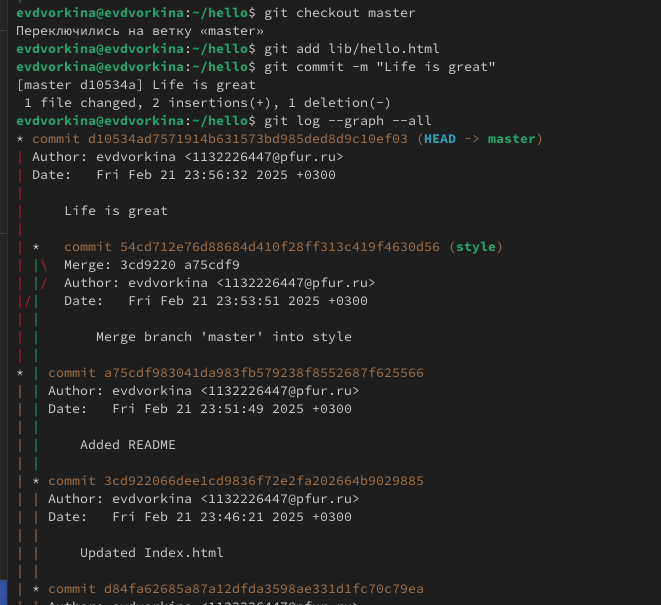 evdvorkina@evdvorkina:~/hello$ git checkout master
Переключились на ветку «master»
evdvorkina@evdvorkina:~/hello$ git add lib/hello.html
evdvorkina@evdvorkina:~/hello$ git commit -m "Life is great"
[master d10534a] Life is great
 1 file changed, 2 insertions(+), 1 deletion(-)
evdvorkina@evdvorkina:~/hello$ git log --graph --all
* commit d10534ad7571914b631573bd985ded8d9c10ef03 (HEAD -> master)
| Author: evdvorkina <1132226447@pfur.ru>
| Date:   Fri Feb 21 23:56:32 2025 +0300
|
|     Life is great
|
| *   commit 54cd712e76d88684d410f28ff313c419f4630d56 (style)
| |\  Merge: 3cd9220 a75cdf9
| |/  Author: evdvorkina <1132226447@pfur.ru>
|/|   Date:   Fri Feb 21 23:53:51 2025 +0300
| |
| |       Merge branch 'master' into style
| |
* | commit a75cdf983041da983fb579238f8552687f625566
| | Author: evdvorkina <1132226447@pfur.ru>
| | Date:   Fri Feb 21 23:51:49 2025 +0300
| |
| |     Added README
| |
| * commit 3cd922066dee1cd9836f72e2fa202664b9029885
| | Author: evdvorkina <1132226447@pfur.ru>
| | Date:   Fri Feb 21 23:46:21 2025 +0300
| |
| |     Updated Index.html
| |
| * commit d84fa62685a87a12dfda3598ae331d1fc70c79ea